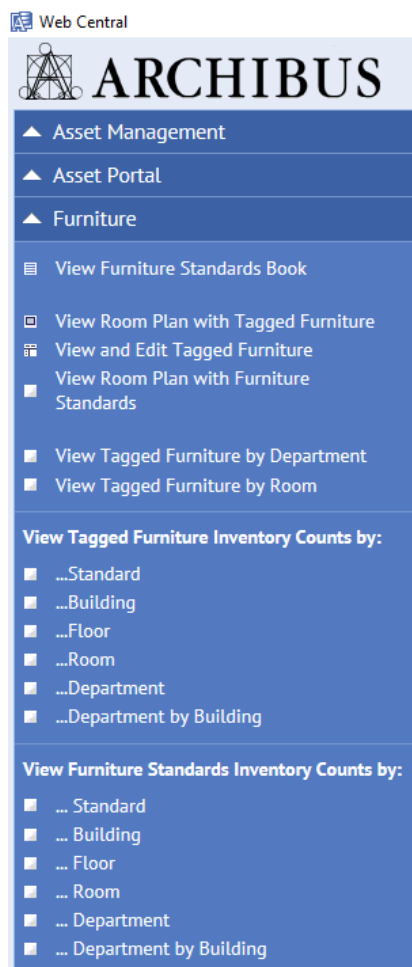 Web Central
ARCHIBUS
Asset Management
Asset Portal
Furniture
View Furniture Standards Book
View Room Plan with Tagged Furniture
View and Edit Tagged Furniture
View Room Plan with Furniture
Standards
View Tagged Furniture by Department
View Tagged Furniture by Room
View Tagged Furniture Inventory Counts by:
...Standard
...Building
...Floor
...Room
...Department
...Department by Building
View Furniture Standards Inventory Counts by:
... Standard
... Building
... Floor
... Room
... Department
... Department by Building